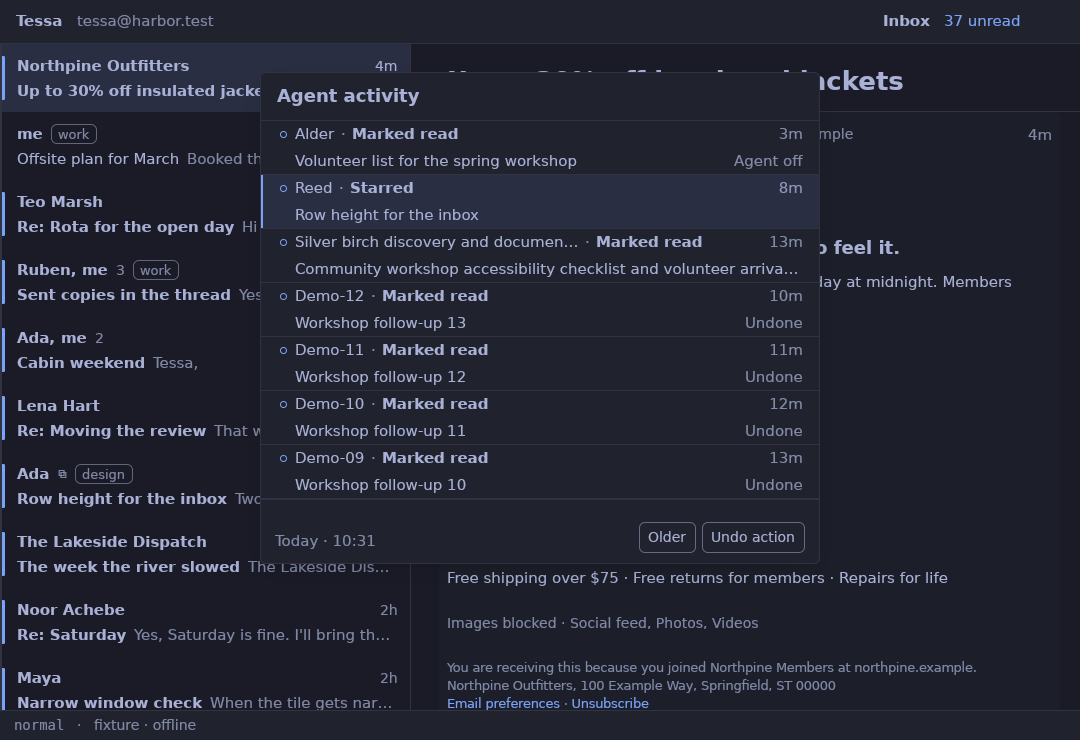 Tessa tessa@harbor.test Inbox 37 unread
Northpine Outfitters 4m
Up to 30% off insulated jacke
me work
Offsite plan for March Booked th
Teo Marsh
Re: Rota for the open day Hi
Ruben, me 3 work
Sent copies in the thread Yes
Ada, me 2
Cabin weekend Tessa,
Lena Hart
Re: Moving the review That w
Ada design
Row height for the inbox Two
The Lakeside Dispatch
The week the river slowed The Lakeside Dis…
Noor Achebe 2h
Re: Saturday Yes, Saturday is fine. I'll bring th…
Maya 2h
Narrow window check When the tile gets nar…
Agent activity
Alder · Marked read 3m
Volunteer list for the spring workshop Agent off
Reed · Starred 8m
Row height for the inbox
Silver birch discovery and documen… · Marked read 13m
Community workshop accessibility checklist and volunteer arriva…
Demo-12 · Marked read 10m
Workshop follow-up 13 Undone
Demo-11 · Marked read 11m
Workshop follow-up 12 Undone
Demo-10 · Marked read 12m
Workshop follow-up 11 Undone
Demo-09 · Marked read 13m
Workshop follow-up 10 Undone
Today · 10:31 Older Undo action
ackets
mple 4m
o feel it.
day at midnight. Members
Free shipping over $75 · Free returns for members · Repairs for life
Images blocked · Social feed, Photos, Videos
You are receiving this because you joined Northpine Members at northpine.example.
Northpine Outfitters, 100 Example Way, Springfield, ST 00000
Email preferences · Unsubscribe
normal · fixture · offline